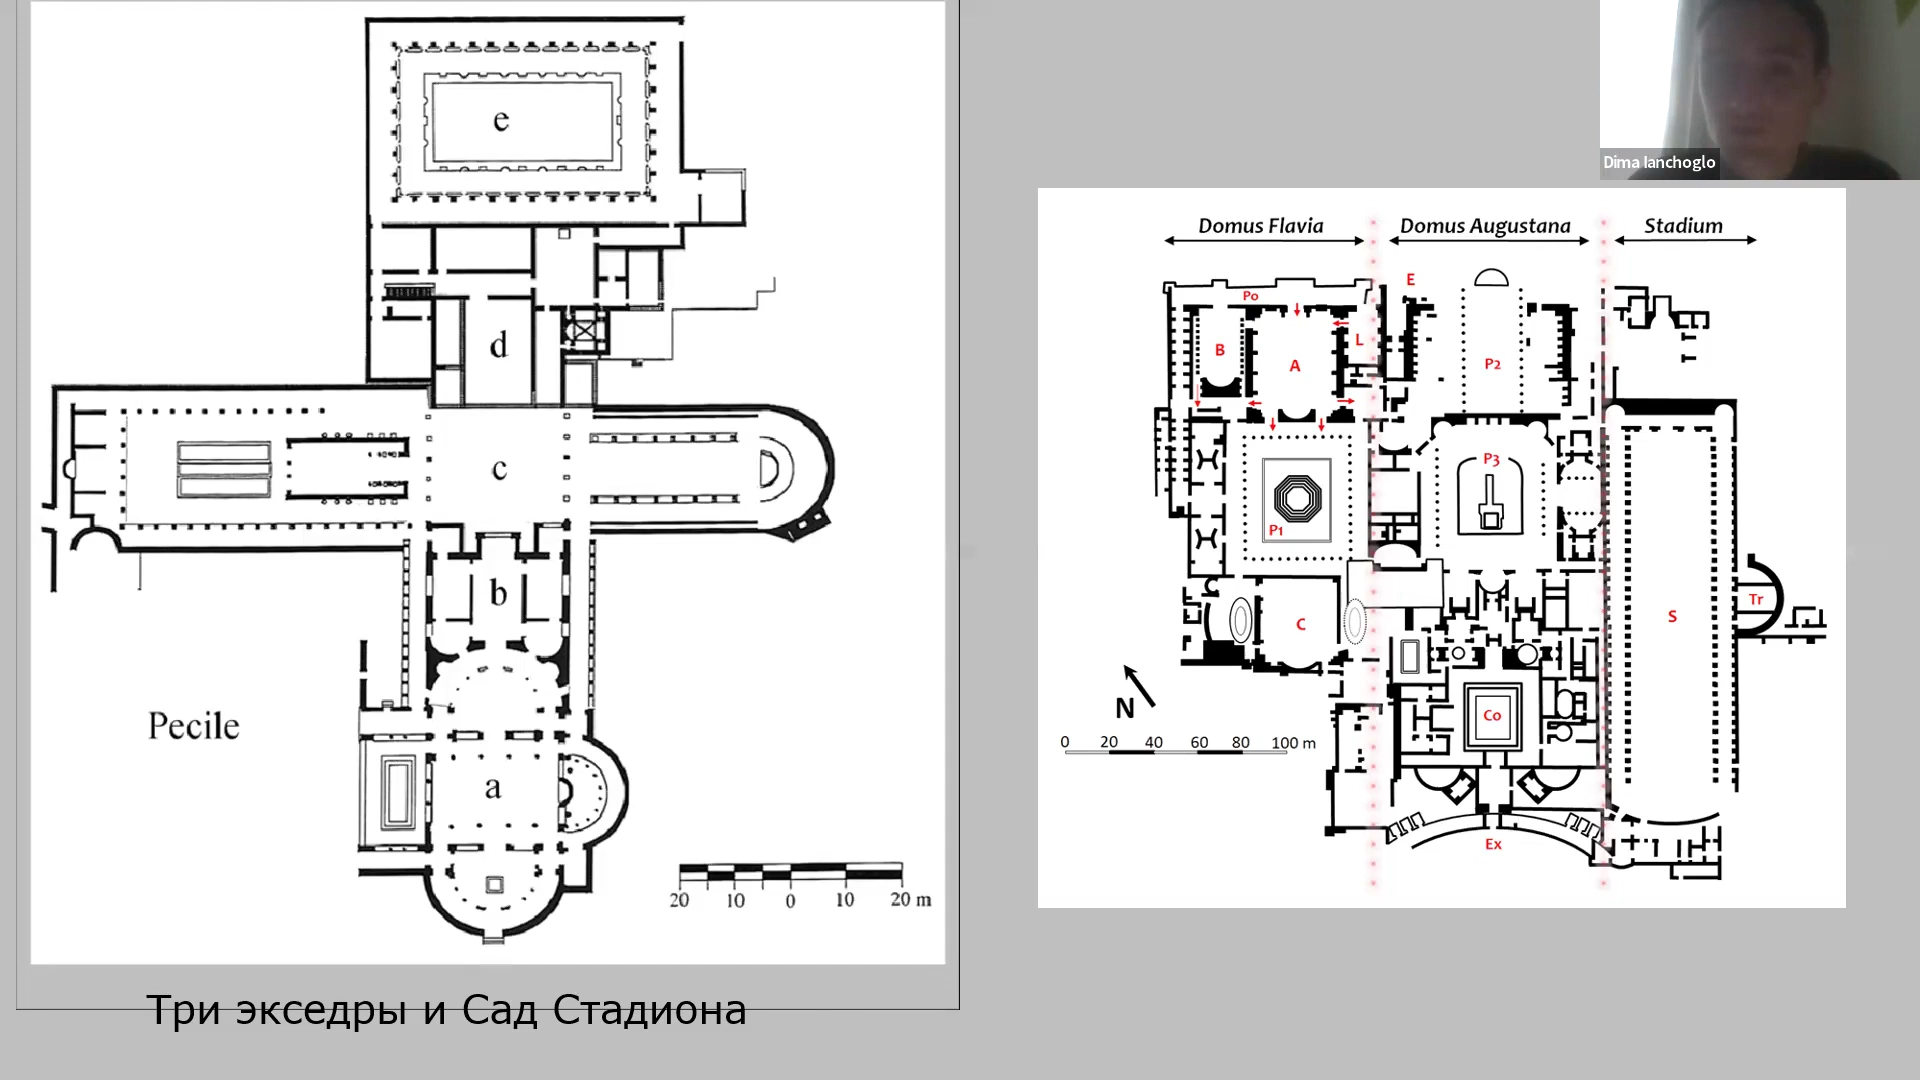 e
d
c
b
a
Pecile
20 10 0 10 20 m
Три экседры и Сад Стадиона
Dima Ianchoglo
Domus Flavia Domus Augustana Stadium
E
Po
L
B
A
P2
P3
P1
C
S
Tr
Co
N
0 20 40 60 80 100 m
Ex